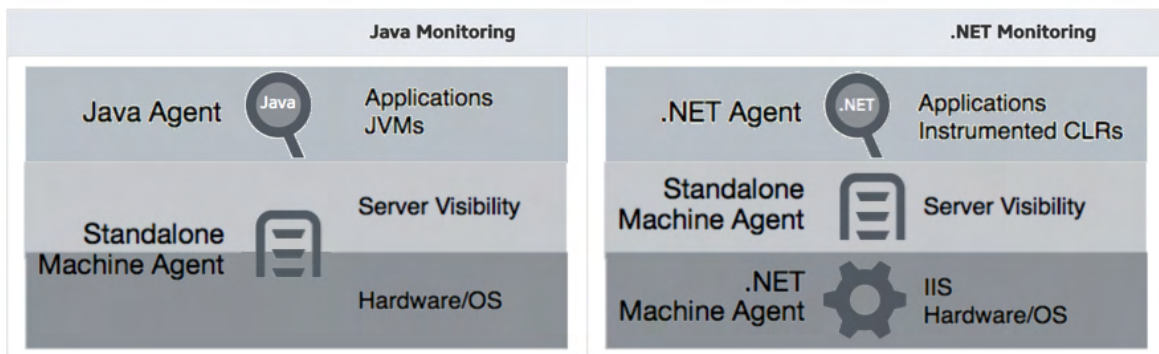 Java Monitoring
Java Agent
Java
Applications
JVMs
Standalone
Machine Agent
Server Visibility
Hardware/OS
.NET Monitoring
.NET Agent
.NET
Applications
Instrumented CLRs
Standalone
Machine Agent
Server Visibility
.NET
Machine Agent
IIS
Hardware/OS